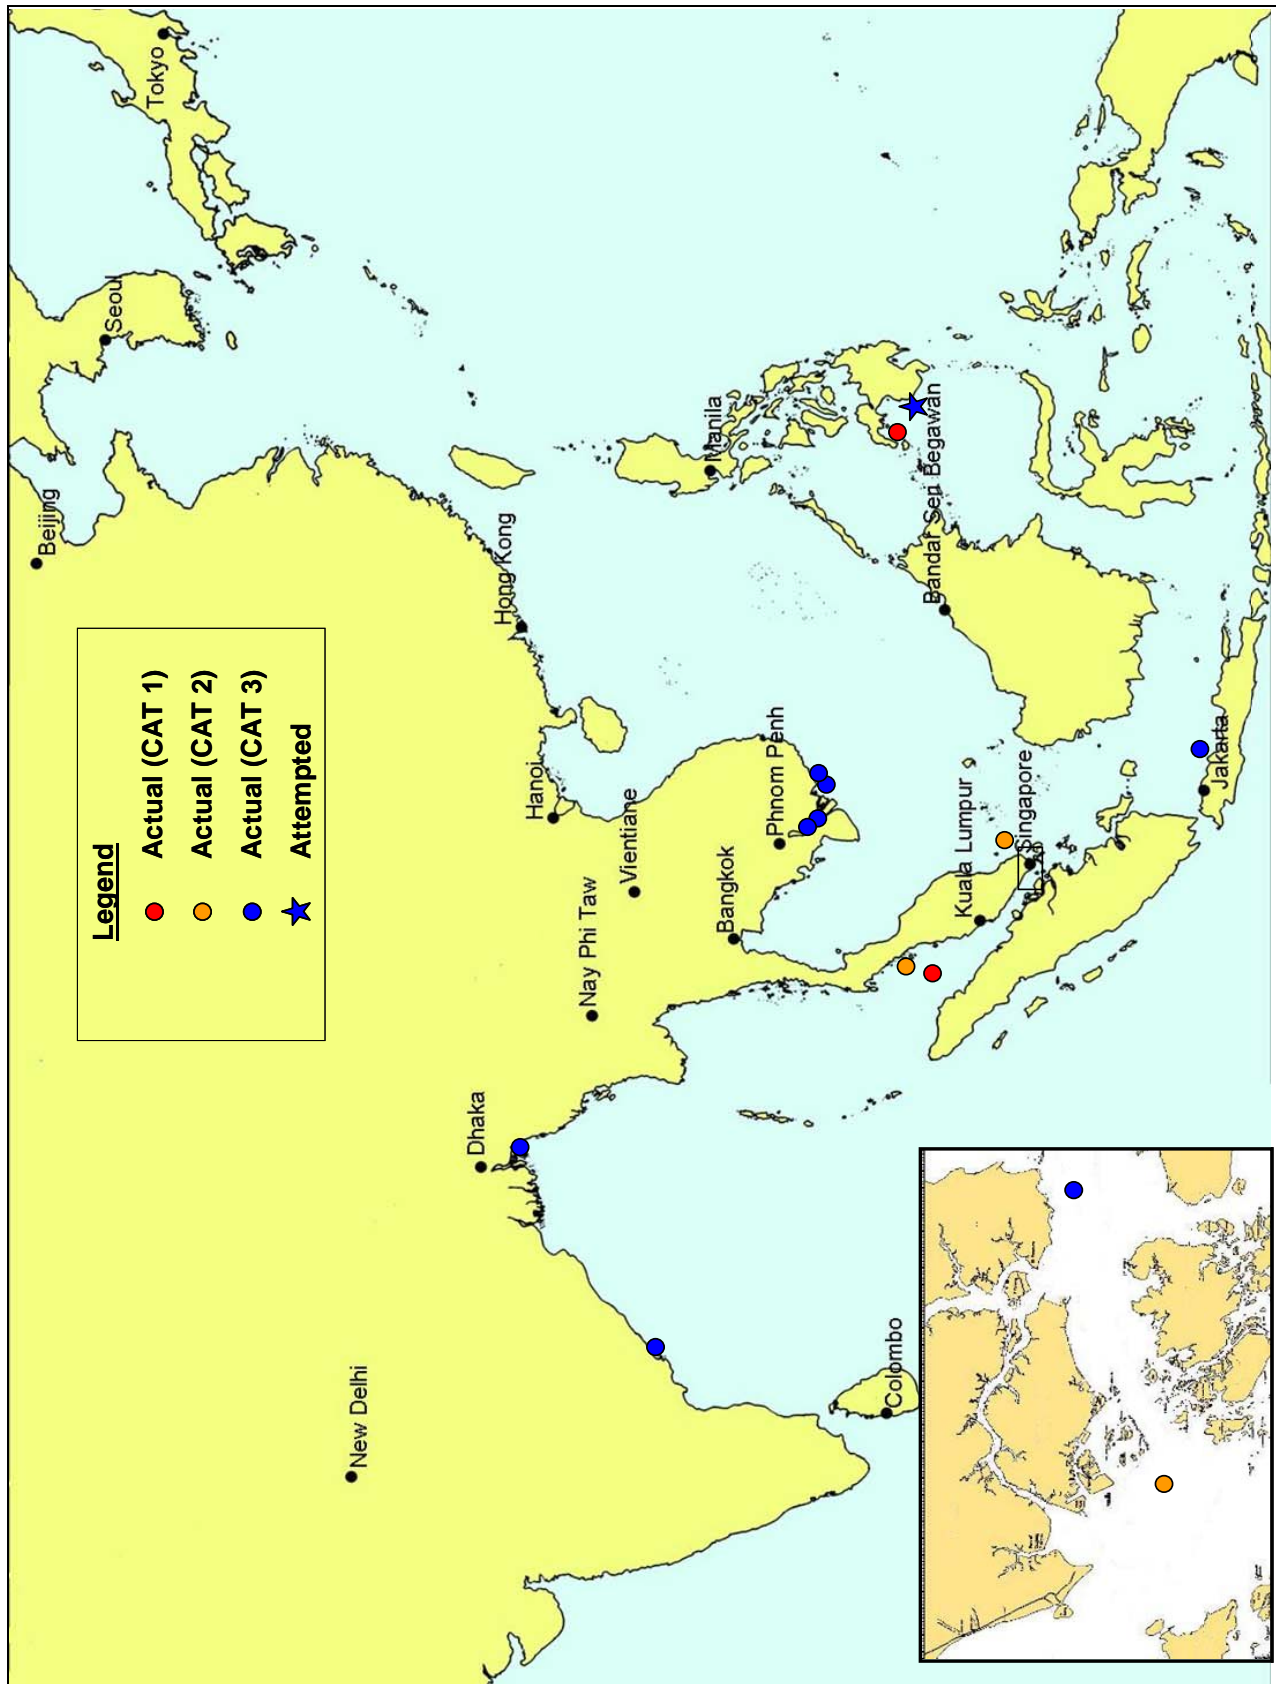 Legend
Actual (CAT 1)
Actual (CAT 2)
Actual (CAT 3)
Attempted
Tokyo
Seoul
Beijing
Hong Kong
Manila
Hanoi
Vientiane
Nay Phi Taw
Bangkok
Phnom Penh
Bandar Seri Begawan
Kuala Lumpur
Singapore
Jakarta
Dhaka
New Delhi
Colombo